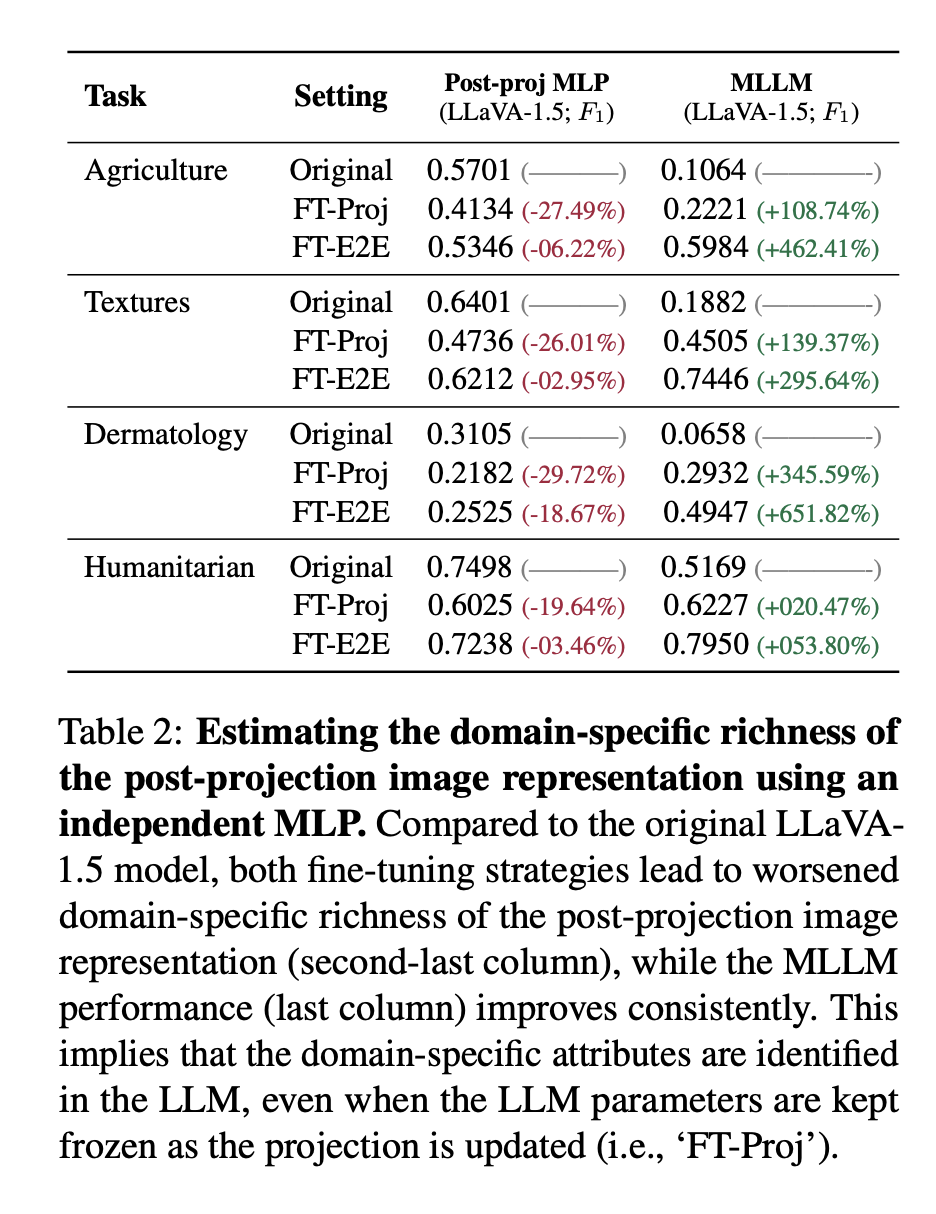 Task Setting Post-proj MLP MLLM
(LLaVA-1.5; F1) (LLaVA-1.5; F1)
Agriculture Original 0.5701 (———) 0.1064 (————-)
FT-Proj 0.4134 (-27.49%) 0.2221 (+108.74%)
FT-E2E 0.5346 (-06.22%) 0.5984 (+462.41%)
Textures Original 0.6401 (———) 0.1882 (————-)
FT-Proj 0.4736 (-26.01%) 0.4505 (+139.37%)
FT-E2E 0.6212 (-02.95%) 0.7446 (+295.64%)
Dermatology Original 0.3105 (———) 0.0658 (————-)
FT-Proj 0.2182 (-29.72%) 0.2932 (+345.59%)
FT-E2E 0.2525 (-18.67%) 0.4947 (+651.82%)
Humanitarian Original 0.7498 (———) 0.5169 (————-)
FT-Proj 0.6025 (-19.64%) 0.6227 (+020.47%)
FT-E2E 0.7238 (-03.46%) 0.7950 (+053.80%)
Table 2: Estimating the domain-specific richness of
the post-projection image representation using an
independent MLP. Compared to the original LLaVA-
1.5 model, both fine-tuning strategies lead to worsened
domain-specific richness of the post-projection image
representation (second-last column), while the MLLM
performance (last column) improves consistently. This
implies that the domain-specific attributes are identified
in the LLM, even when the LLM parameters are kept
frozen as the projection is updated (i.e., ‘FT-Proj’).